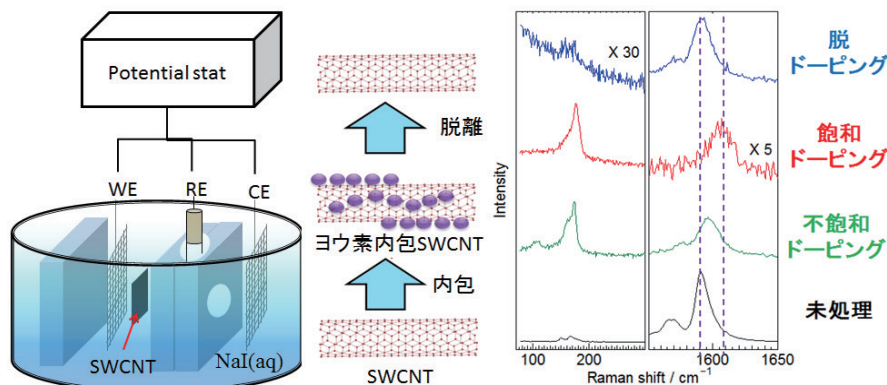 Potential stat
WE
RE
CE
SWCNT
NaI(aq)
脱離
ヨウ素内包SWCNT
内包
SWCNT
X 30
X 5
Intensity
100
200
1600
1650
Raman shift / cm⁻¹
脱
ドーピング
飽和
ドーピング
不飽和
ドーピング
未処理